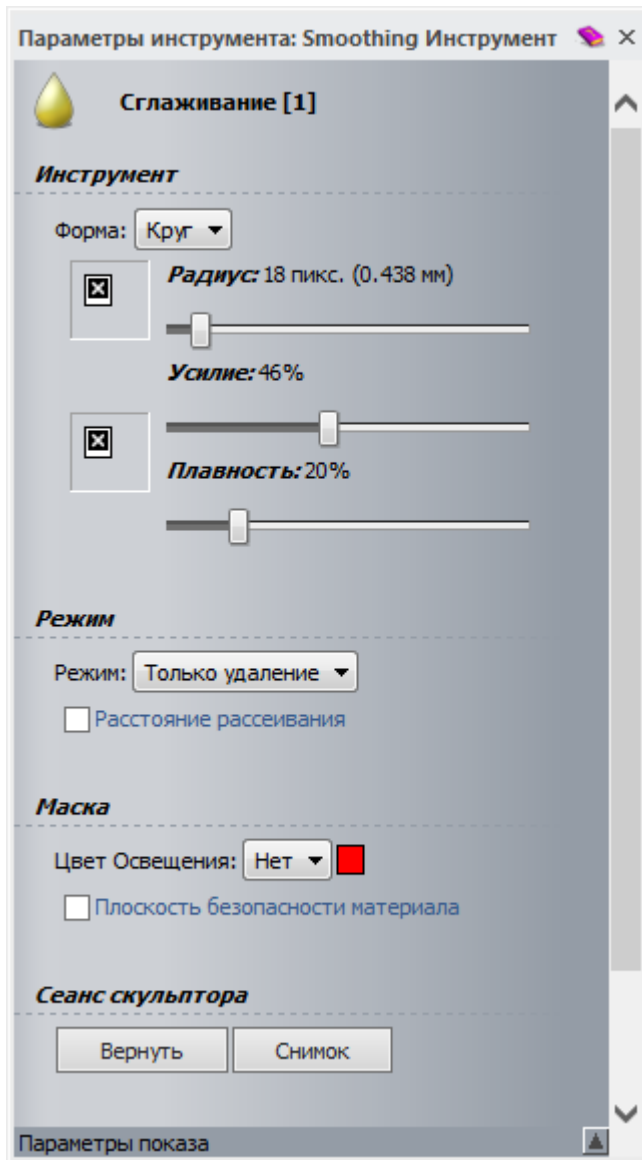 Параметры инструмента: Smoothing Инструмент
Сглаживание [1]
Инструмент
Форма: Круг
Радиус: 18 пикс. (0.438 мм)
Усилие: 46%
Плавность: 20%
Режим
Режим: Только удаление
Расстояние рассеивания
Маска
Цвет Освещения: Нет
Плоскость безопасности материала
Сеанс скульптора
Вернуть Снимок
Параметры показа